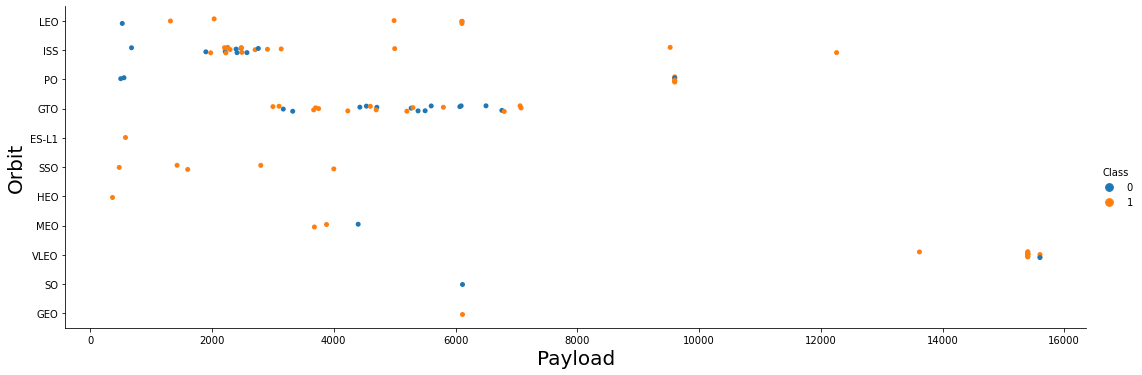 LEO
ISS
PO
GTO
ES-L1
SSO
HEO
MEO
VLEO
SO
GEO
Orbit
0 2000 4000 6000 8000 10000 12000 14000 16000
Payload
Class
0
1